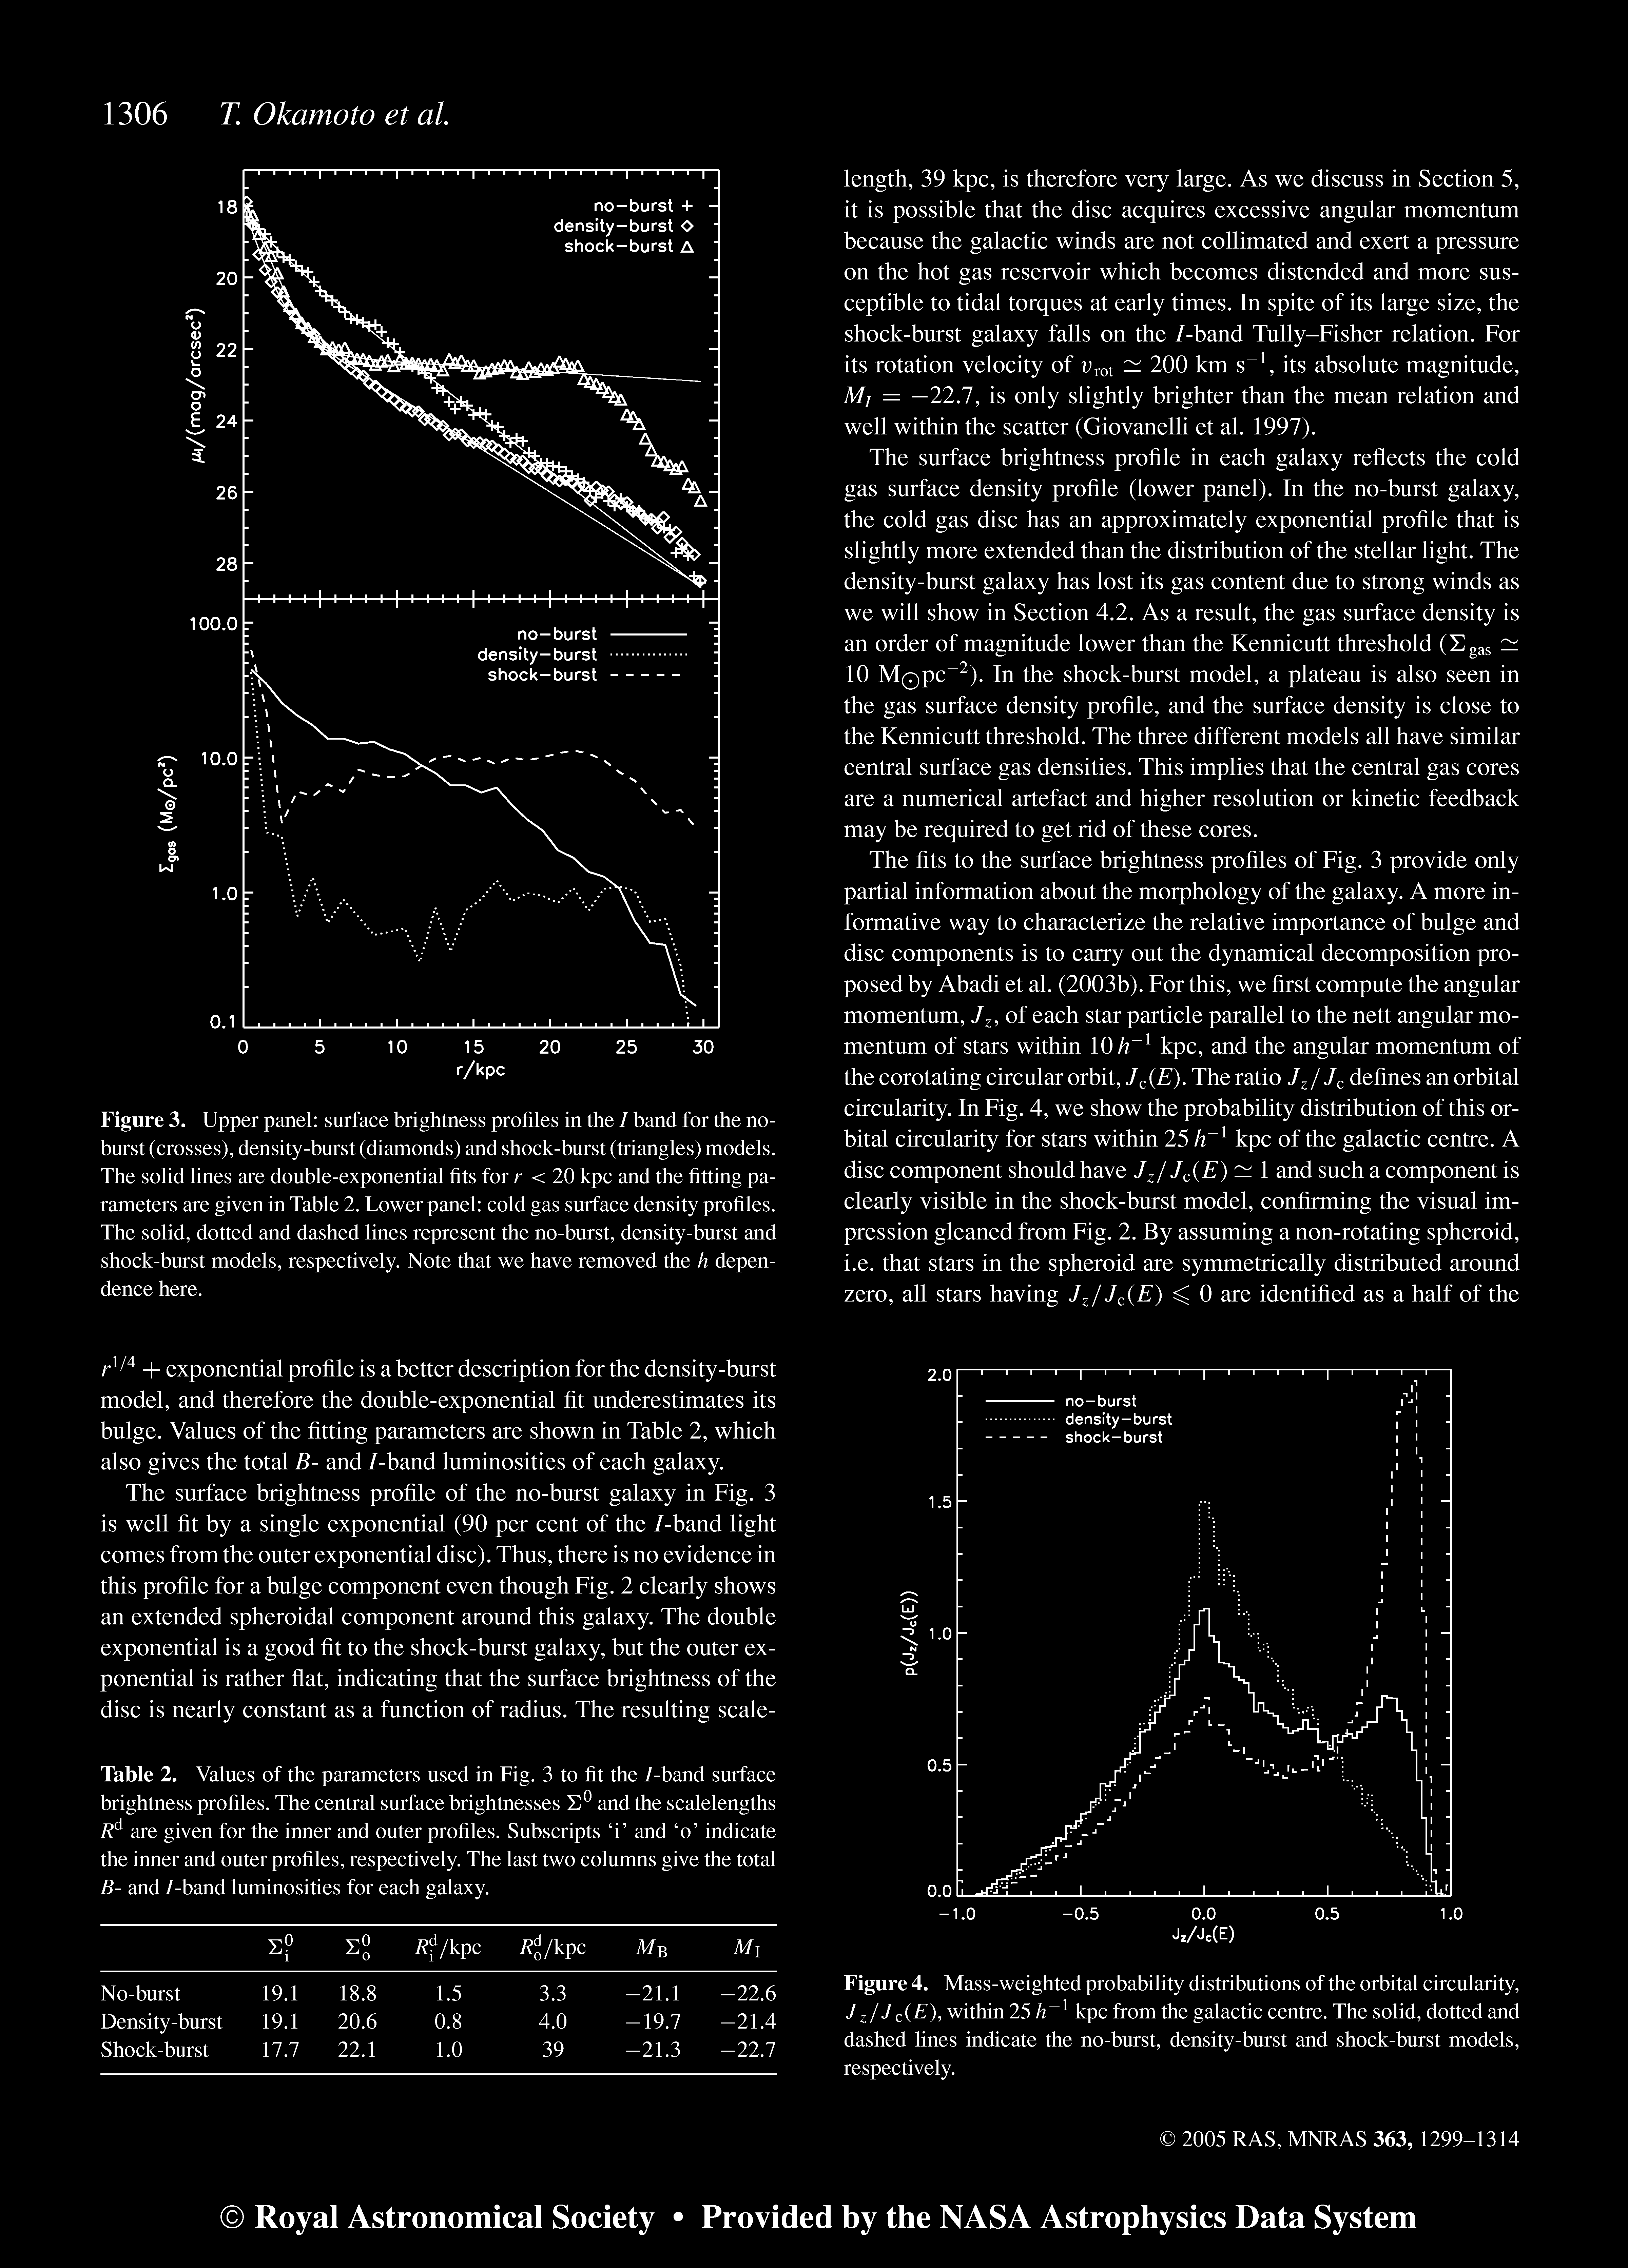 1306 T. Okamoto et al.
18
20
22
24
26
28
μI/(mag/arcsec²)
no−burst +
density−burst ◇
shock−burst △
100.0
10.0
1.0
0.1
Σgas (M⊙/pc²)
no−burst
density−burst
shock−burst
0 5 10 15 20 25 30
r/kpc
Figure 3. Upper panel: surface brightness profiles in the I band for the no-
burst (crosses), density-burst (diamonds) and shock-burst (triangles) models.
The solid lines are double-exponential fits for r < 20 kpc and the fitting pa-
rameters are given in Table 2. Lower panel: cold gas surface density profiles.
The solid, dotted and dashed lines represent the no-burst, density-burst and
shock-burst models, respectively. Note that we have removed the h depen-
dence here.
r^1/4 + exponential profile is a better description for the density-burst
model, and therefore the double-exponential fit underestimates its
bulge. Values of the fitting parameters are shown in Table 2, which
also gives the total B- and I-band luminosities of each galaxy.
The surface brightness profile of the no-burst galaxy in Fig. 3
is well fit by a single exponential (90 per cent of the I-band light
comes from the outer exponential disc). Thus, there is no evidence in
this profile for a bulge component even though Fig. 2 clearly shows
an extended spheroidal component around this galaxy. The double
exponential is a good fit to the shock-burst galaxy, but the outer ex-
ponential is rather flat, indicating that the surface brightness of the
disc is nearly constant as a function of radius. The resulting scale-
Table 2. Values of the parameters used in Fig. 3 to fit the I-band surface
brightness profiles. The central surface brightnesses Σ⁰ and the scalelengths
R^d are given for the inner and outer profiles. Subscripts ‘i’ and ‘o’ indicate
the inner and outer profiles, respectively. The last two columns give the total
B- and I-band luminosities for each galaxy.
Σ⁰i Σ⁰o R^d_i/kpc R^d_o/kpc MB MI
No-burst 19.1 18.8 1.5 3.3 −21.1 −22.6
Density-burst 19.1 20.6 0.8 4.0 −19.7 −21.4
Shock-burst 17.7 22.1 1.0 39 −21.3 −22.7
length, 39 kpc, is therefore very large. As we discuss in Section 5,
it is possible that the disc acquires excessive angular momentum
because the galactic winds are not collimated and exert a pressure
on the hot gas reservoir which becomes distended and more sus-
ceptible to tidal torques at early times. In spite of its large size, the
shock-burst galaxy falls on the I-band Tully–Fisher relation. For
its rotation velocity of vrot ≃ 200 km s⁻¹, its absolute magnitude,
MI = −22.7, is only slightly brighter than the mean relation and
well within the scatter (Giovanelli et al. 1997).
The surface brightness profile in each galaxy reflects the cold
gas surface density profile (lower panel). In the no-burst galaxy,
the cold gas disc has an approximately exponential profile that is
slightly more extended than the distribution of the stellar light. The
density-burst galaxy has lost its gas content due to strong winds as
we will show in Section 4.2. As a result, the gas surface density is
an order of magnitude lower than the Kennicutt threshold (Σgas ≃
10 M⊙pc⁻²). In the shock-burst model, a plateau is also seen in
the gas surface density profile, and the surface density is close to
the Kennicutt threshold. The three different models all have similar
central surface gas densities. This implies that the central gas cores
are a numerical artefact and higher resolution or kinetic feedback
may be required to get rid of these cores.
The fits to the surface brightness profiles of Fig. 3 provide only
partial information about the morphology of the galaxy. A more in-
formative way to characterize the relative importance of bulge and
disc components is to carry out the dynamical decomposition pro-
posed by Abadi et al. (2003b). For this, we first compute the angular
momentum, Jz, of each star particle parallel to the nett angular mo-
mentum of stars within 10 h⁻¹ kpc, and the angular momentum of
the corotating circular orbit, Jc(E). The ratio Jz/Jc defines an orbital
circularity. In Fig. 4, we show the probability distribution of this or-
bital circularity for stars within 25 h⁻¹ kpc of the galactic centre. A
disc component should have Jz/Jc(E) ≃ 1 and such a component is
clearly visible in the shock-burst model, confirming the visual im-
pression gleaned from Fig. 2. By assuming a non-rotating spheroid,
i.e. that stars in the spheroid are symmetrically distributed around
zero, all stars having Jz/Jc(E) ⩽ 0 are identified as a half of the
2.0
1.5
1.0
0.5
0.0
p(Jz/Jc(E))
no−burst
density−burst
shock−burst
−1.0 −0.5 0.0 0.5 1.0
Jz/Jc(E)
Figure 4. Mass-weighted probability distributions of the orbital circularity,
Jz/Jc(E), within 25 h⁻¹ kpc from the galactic centre. The solid, dotted and
dashed lines indicate the no-burst, density-burst and shock-burst models,
respectively.
© 2005 RAS, MNRAS 363, 1299–1314
© Royal Astronomical Society • Provided by the NASA Astrophysics Data System